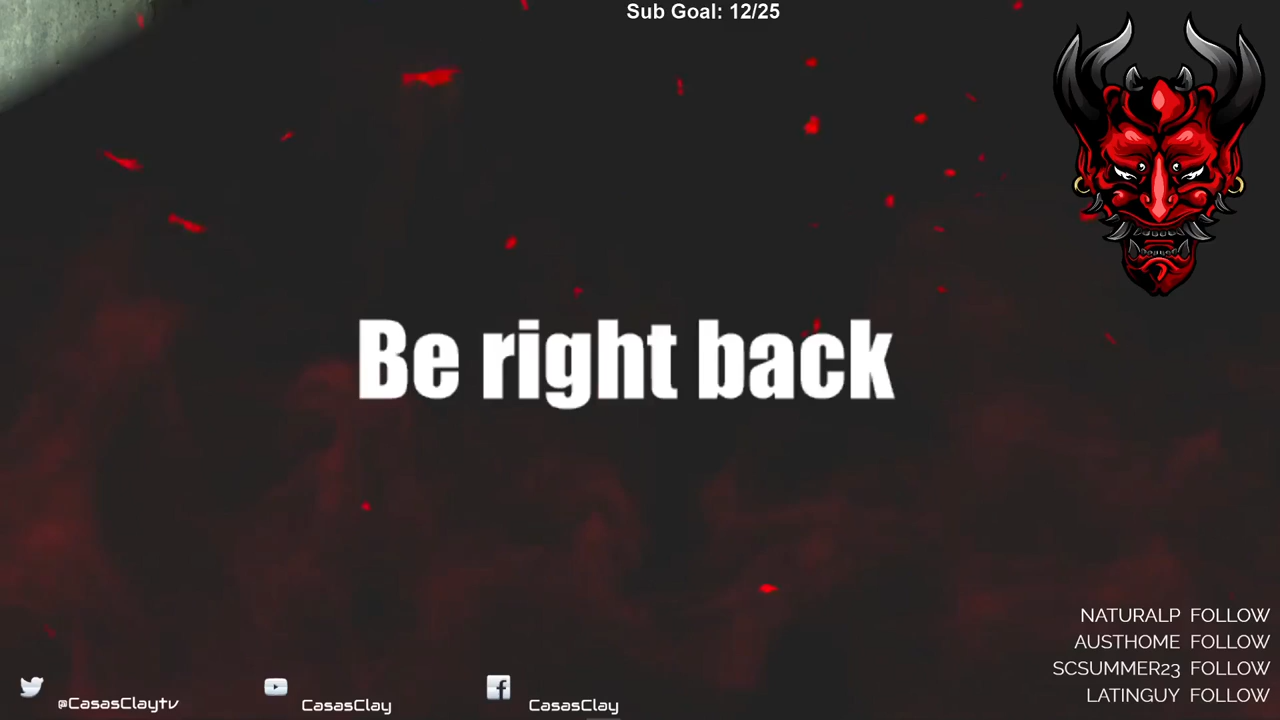 Sub Goal: 12/25
Be right back
NATURALP FOLLOW
AUSTHOME FOLLOW
SCSUMMER23 FOLLOW
LATINGUY FOLLOW
@CasasClaytv
CasasClay
CasasClay